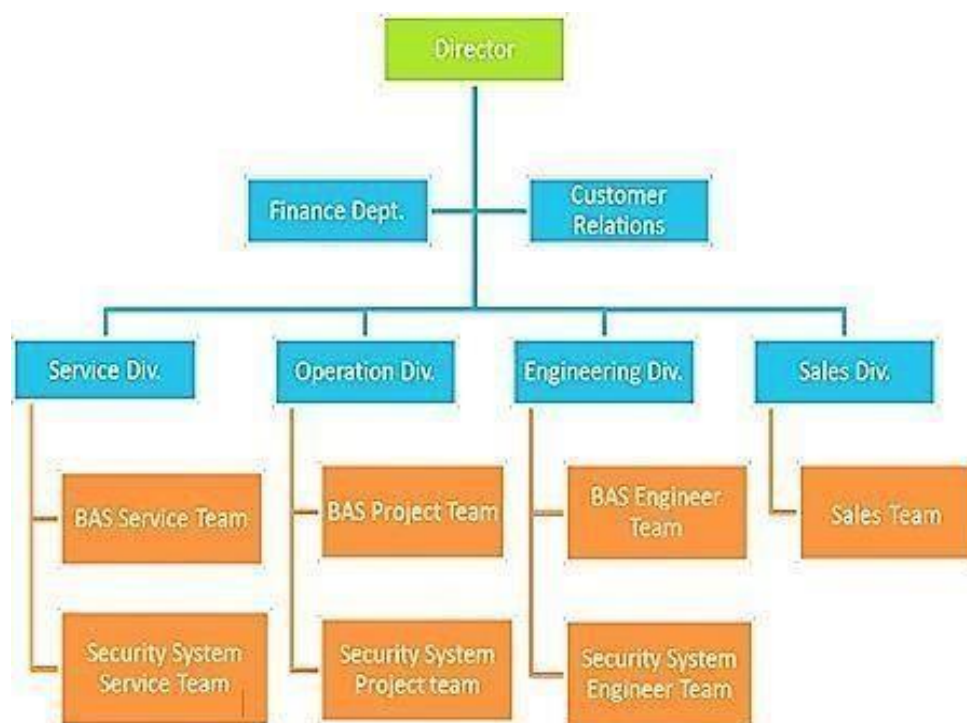 Director
Finance Dept.
Customer
Relations
Service Div.
Operation Div.
Engineering Div.
Sales Div.
BAS Service Team
BAS Project Team
BAS Engineer
Team
Sales Team
Security System
Service Team
Security System
Project team
Security System
Engineer Team